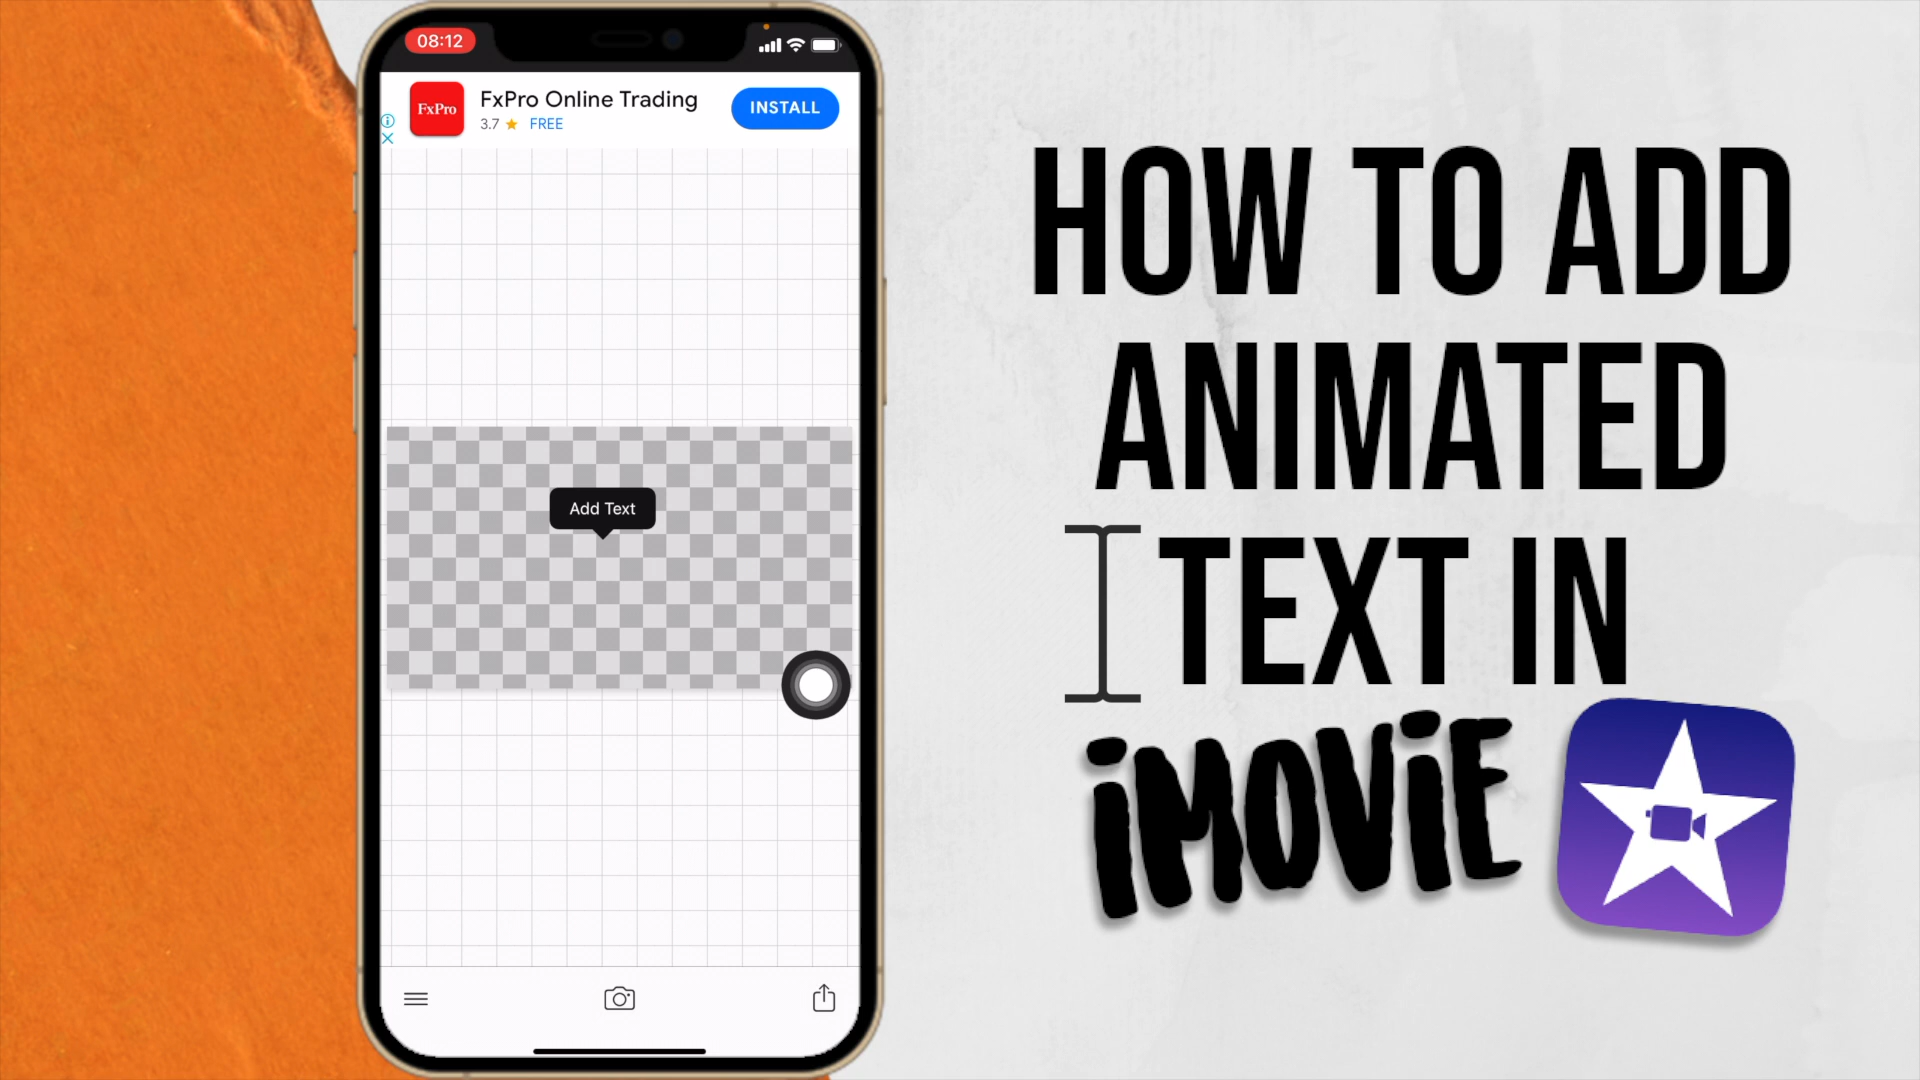 08:12
FxPro
FxPro Online Trading
3.7 ★ FREE
INSTALL
Add Text
HOW TO ADD
ANIMATED
TEXT IN
iMOViE